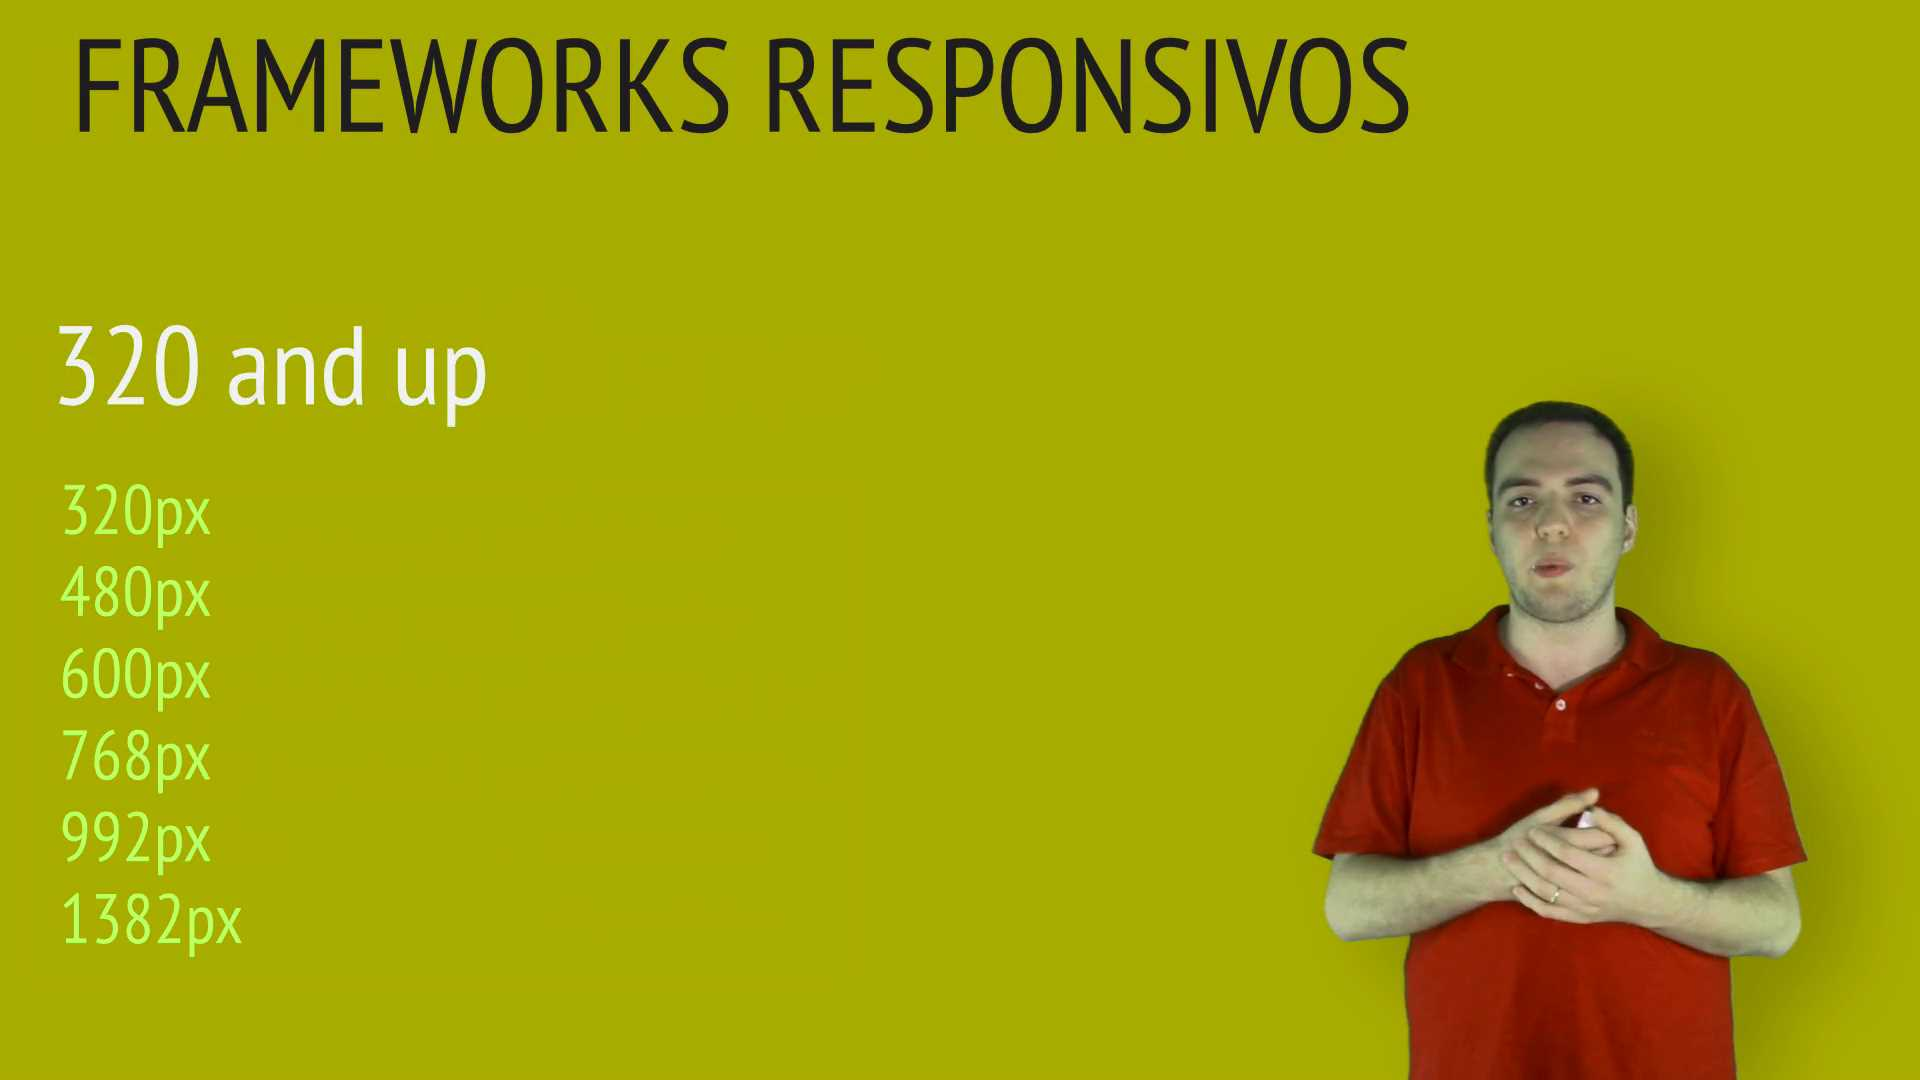 FRAMEWORKS RESPONSIVOS
320 and up
320px
480px
600px
768px
992px
1382px